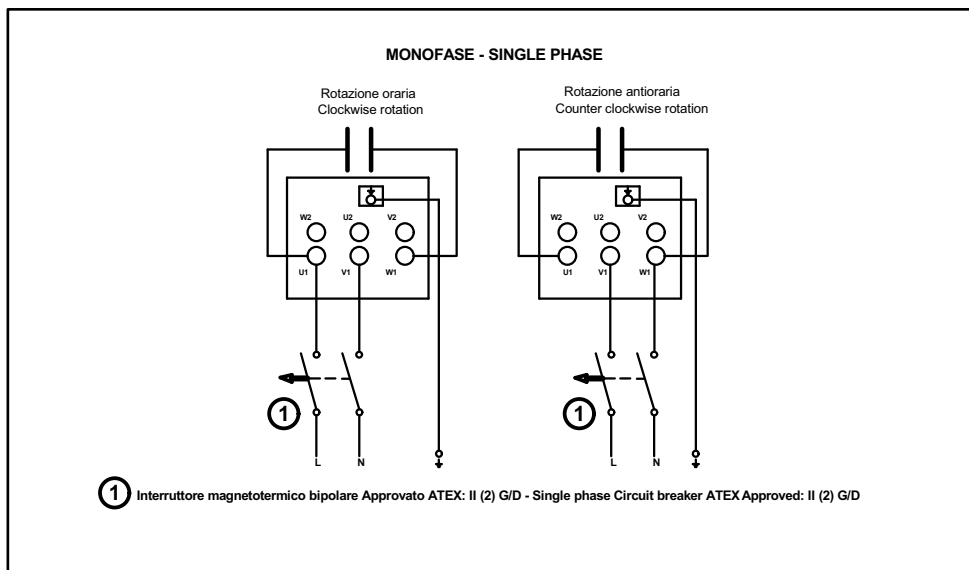 MONOFASE - SINGLE PHASE
Rotazione oraria
Clockwise rotation
W2 U2 V2
U1 V1 W1
1
L N
Rotazione antioraria
Counter clockwise rotation
W2 U2 V2
U1 V1 W1
1
L N
1 Interruttore magnetotermico bipolare Approvato ATEX: II (2) G/D - Single phase Circuit breaker ATEX Approved: II (2) G/D